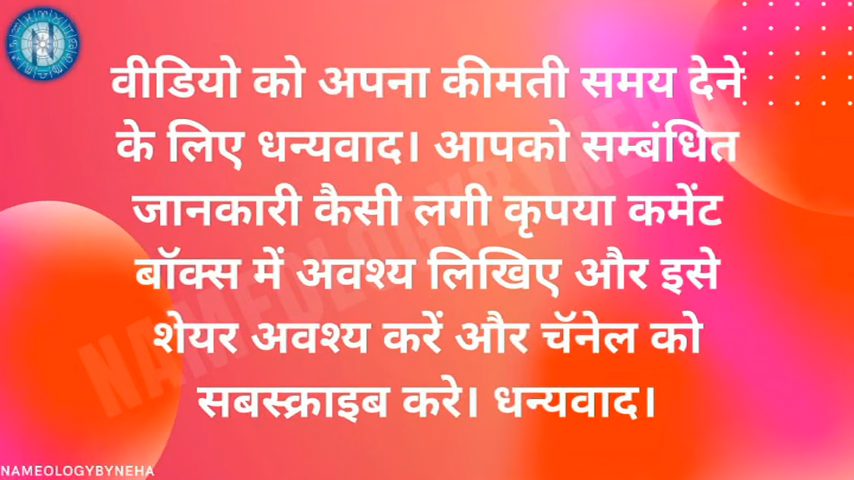 वीडियो को अपना कीमती समय देने
के लिए धन्यवाद। आपको सम्बंधित
जानकारी कैसी लगी कृपया कमेंट
बॉक्स में अवश्य लिखिए और इसे
शेयर अवश्य करें और चॅनेल को
सबस्क्राइब करे। धन्यवाद।
NAMEOLOGYBYNEHA
NAMEOLOGYBYNEHA